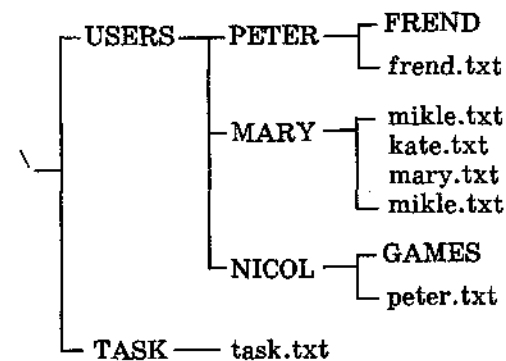 USERS PETER FREND
frend.txt
MARY mikle.txt
kate.txt
mary.txt
mikle.txt
\
NICOL GAMES
peter.txt
TASK task.txt